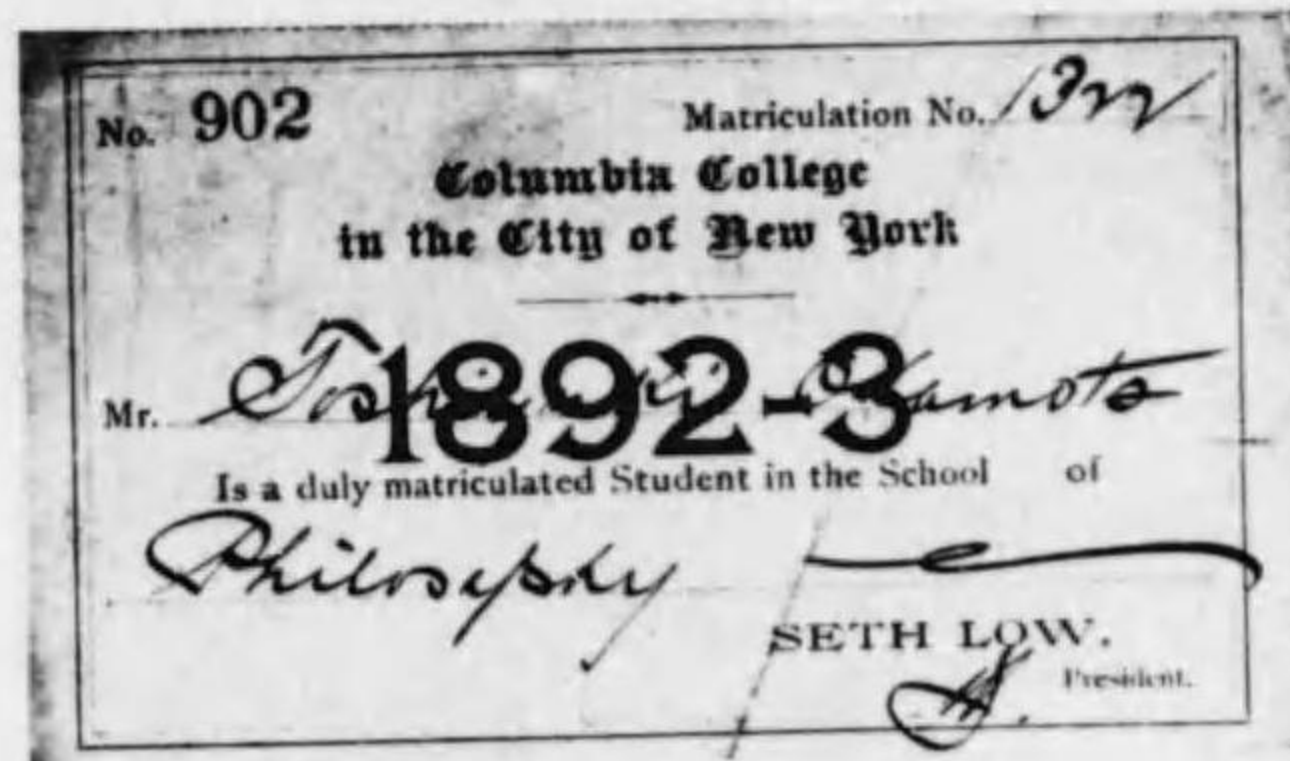 No. 902 Matriculation No.
Columbia College
in the City of New York
1892-3
Mr.
Is a duly matriculated Student in the School of
Philosophy
SETH LOW.
President.